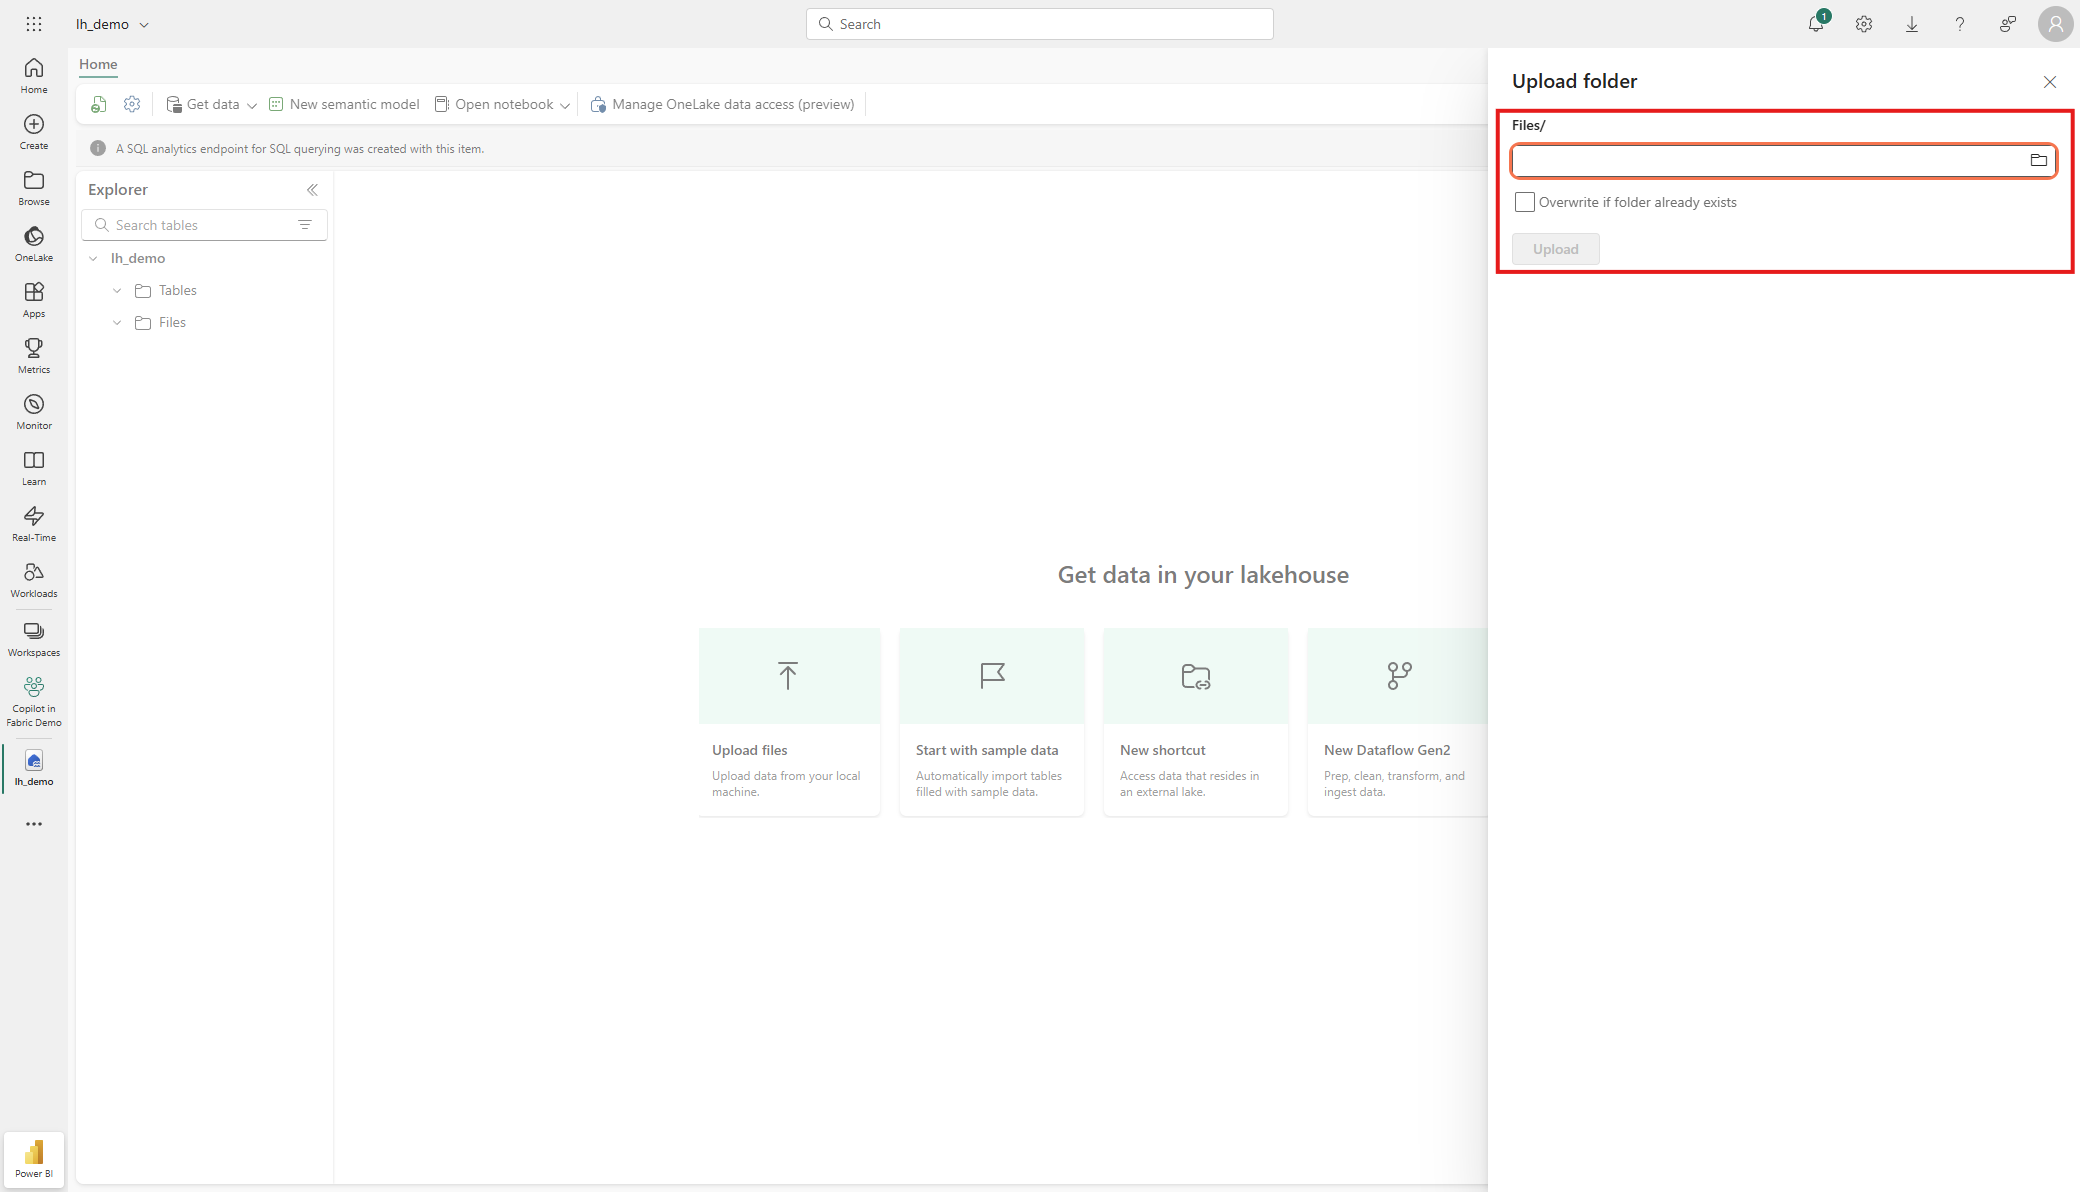 lh_demo
Search
1
Home
Create
Browse
OneLake
Apps
Metrics
Monitor
Learn
Real-Time
Workloads
Workspaces
Copilot in
Fabric Demo
lh_demo
Power BI
Home
Get data
New semantic model
Open notebook
Manage OneLake data access (preview)
A SQL analytics endpoint for SQL querying was created with this item.
Explorer
Search tables
lh_demo
Tables
Files
Get data in your lakehouse
Upload files
Upload data from your local
machine.
Start with sample data
Automatically import tables
filled with sample data.
New shortcut
Access data that resides in
an external lake.
New Dataflow Gen2
Prep, clean, transform, and
ingest data.
Upload folder
Files/
Overwrite if folder already exists
Upload